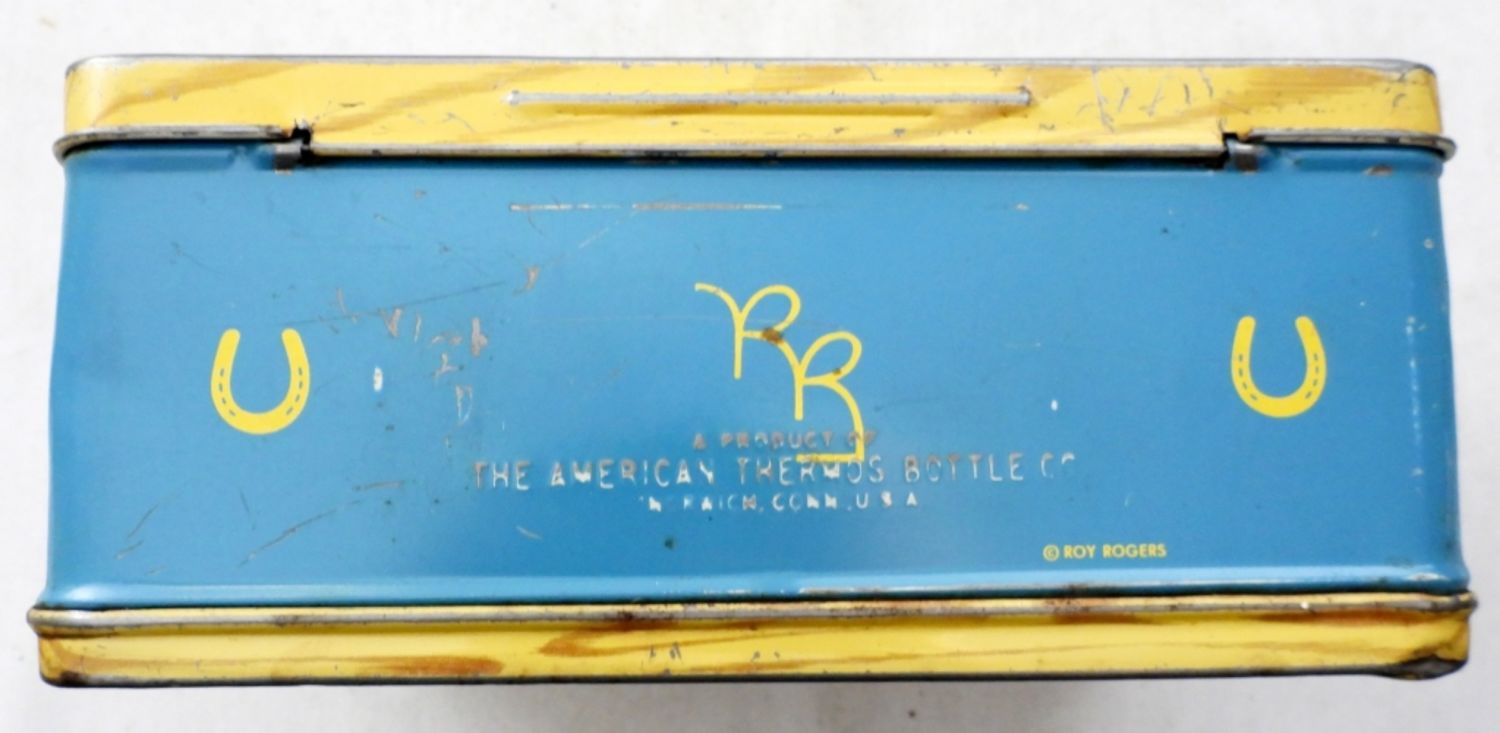 RR
A PRODUCT OF
THE AMERICAN THERMOS BOTTLE CO
CONN., U S A
© ROY ROGERS